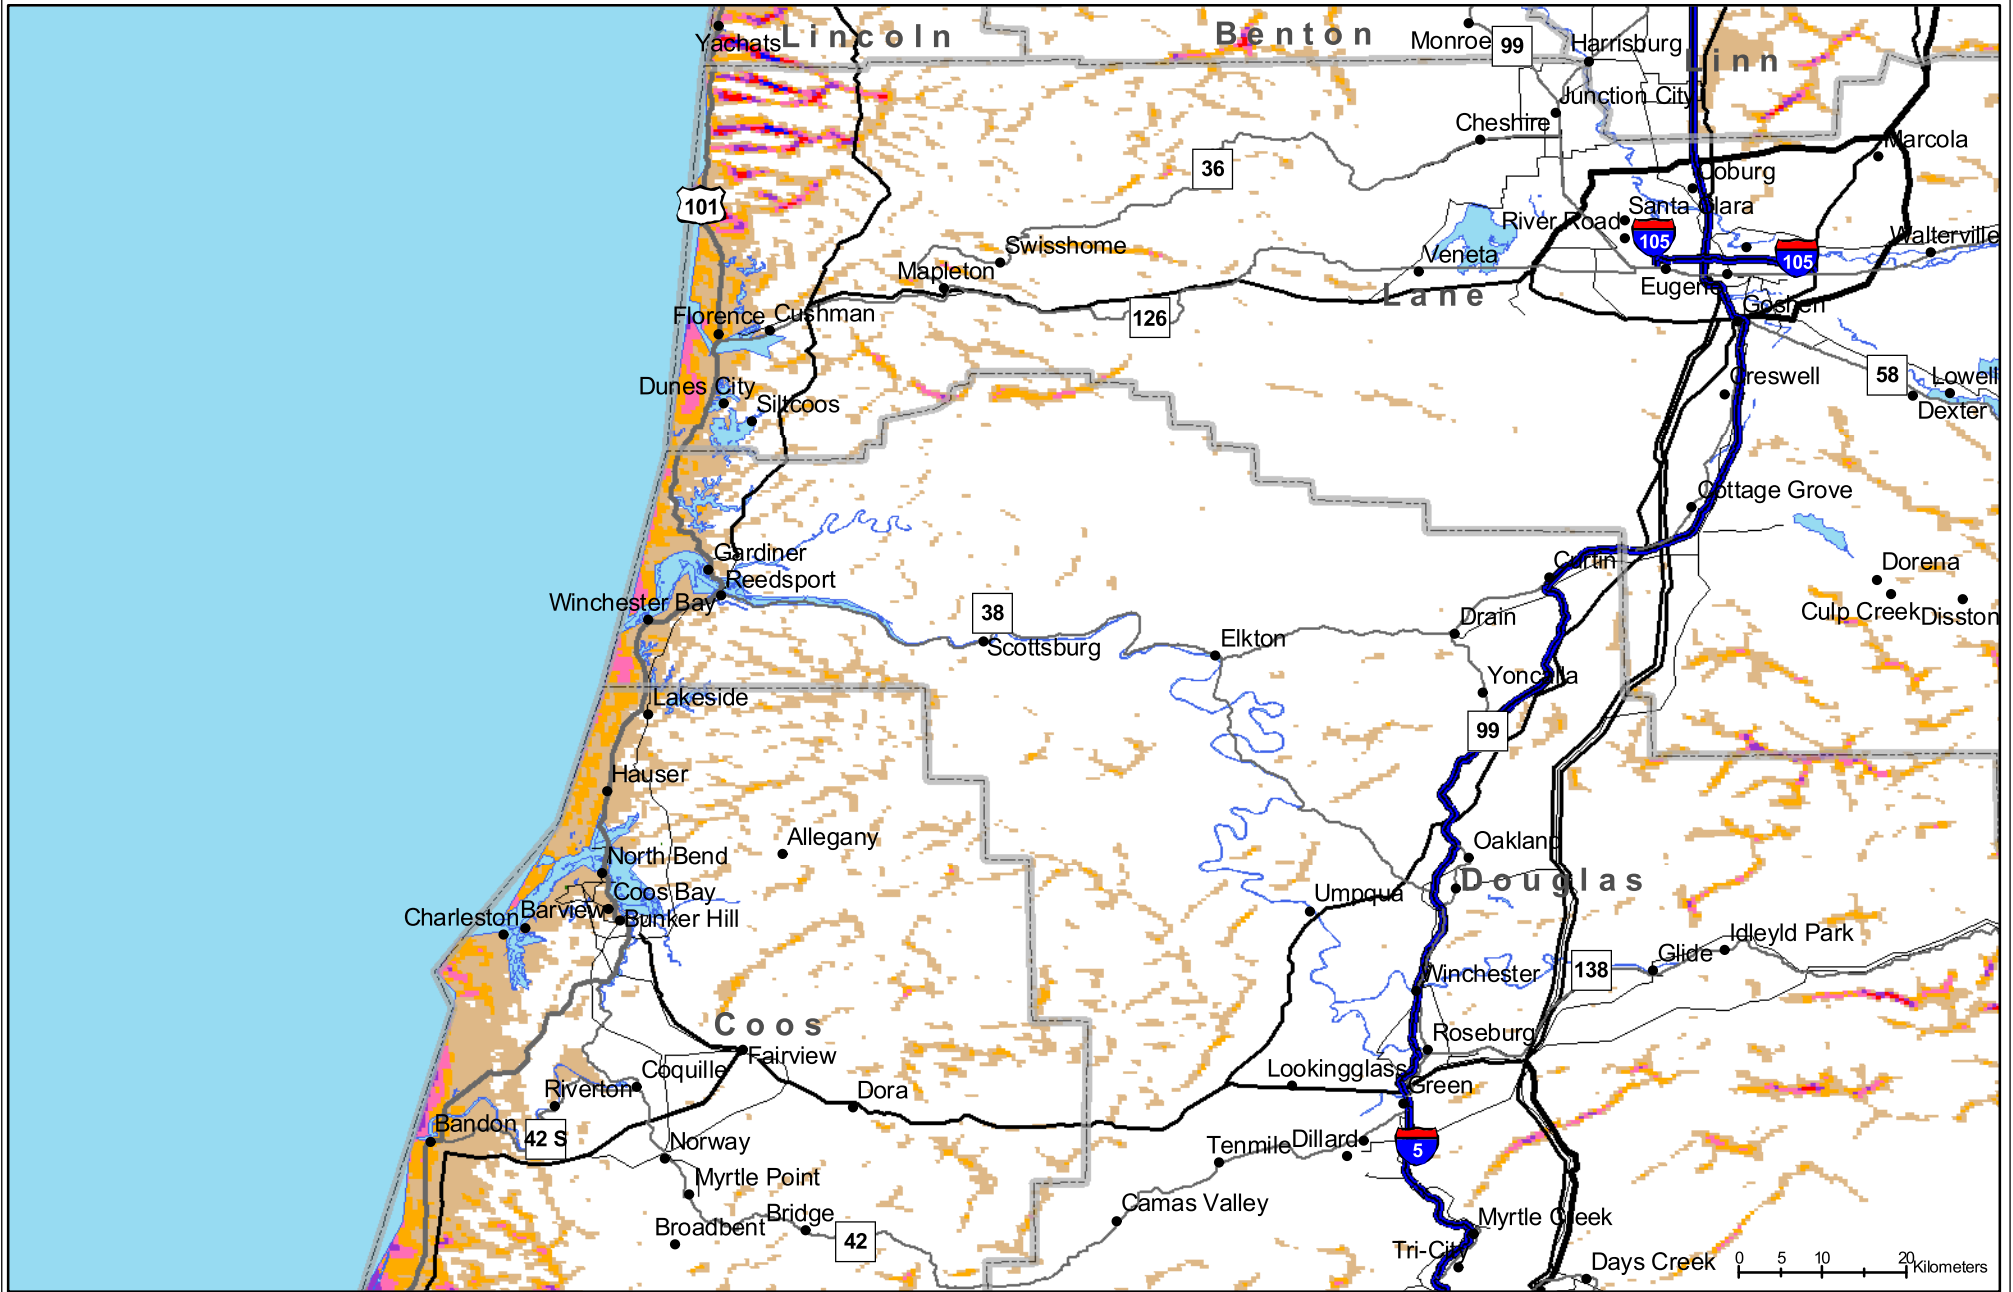 Yachats
Lincoln
Benton
Monroe
99
Harrisburg
Linn
Junction City
Cheshire
Marcola
36
Coburg
101
Santa Clara
River Road
105
Walterville
Swisshome
Veneta
105
Mapleton
Eugene
Lane
Goshen
Florence
Cushman
126
Creswell
58
Lowell
Dunes City
Siltcoos
Dexter
Cottage Grove
Gardiner
Curtin
Dorena
Reedsport
Winchester Bay
38
Drain
Culp Creek
Disston
Scottsburg
Elkton
Yoncalla
Lakeside
99
Hauser
Allegany
Oakland
North Bend
Douglas
Coos Bay
Umpqua
Charleston
Barview
Bunker Hill
Idleyld Park
Glide
138
Winchester
Coos
Roseburg
Fairview
Coquille
Lookingglass
Riverton
Dora
Green
Bandon
42 S
Norway
Tenmile
Dillard
5
Myrtle Point
Camas Valley
Bridge
Broadbent
Myrtle Creek
42
Tri-City
Days Creek
0 5 10 20
Kilometers